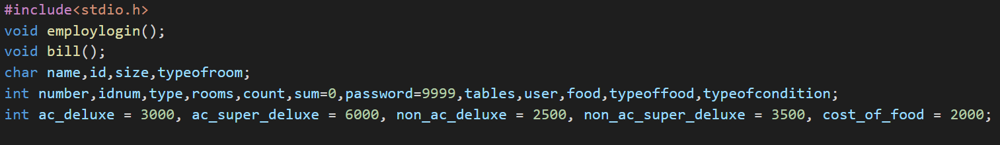 #include<stdio.h>
void employlogin();
void bill();
char name,id,size,typeofroom;
int number,idnum,type,rooms,count,sum=0,password=9999,tables,user,food,typeoffood,typeofcondition;
int ac_deluxe = 3000, ac_super_deluxe = 6000, non_ac_deluxe = 2500, non_ac_super_deluxe = 3500, cost_of_food = 2000;